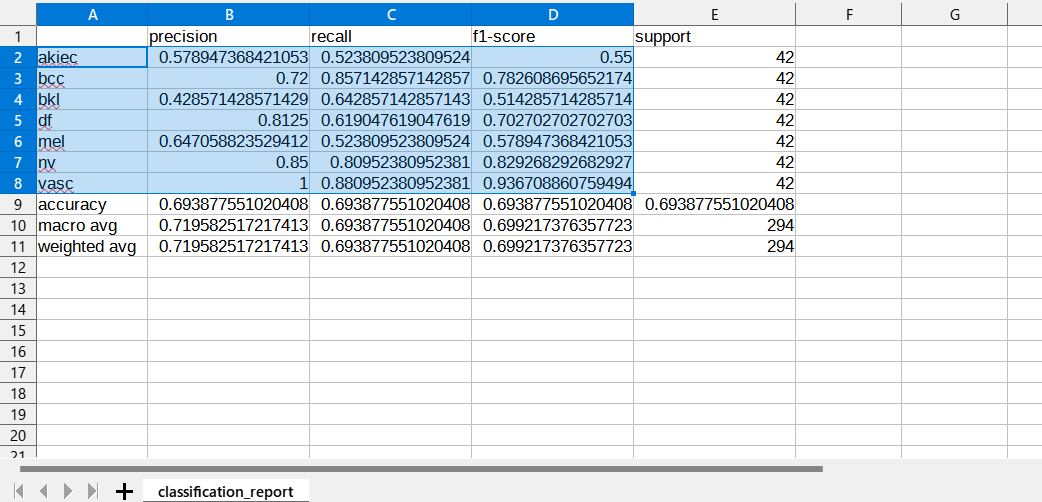 A B C D E F G
1 precision recall f1-score support
2 akiec 0.578947368421053 0.523809523809524 0.55 42
3 bcc 0.72 0.857142857142857 0.782608695652174 42
4 bkl 0.428571428571429 0.642857142857143 0.514285714285714 42
5 df 0.8125 0.619047619047619 0.702702702702703 42
6 mel 0.647058823529412 0.523809523809524 0.578947368421053 42
7 nv 0.85 0.80952380952381 0.829268292682927 42
8 vasc 1 0.880952380952381 0.936708860759494 42
9 accuracy 0.693877551020408 0.693877551020408 0.693877551020408 0.693877551020408
10 macro avg 0.719582517217413 0.693877551020408 0.699217376357723 294
11 weighted avg 0.719582517217413 0.693877551020408 0.699217376357723 294
12
13
14
15
16
17
18
19
20
21
classification_report